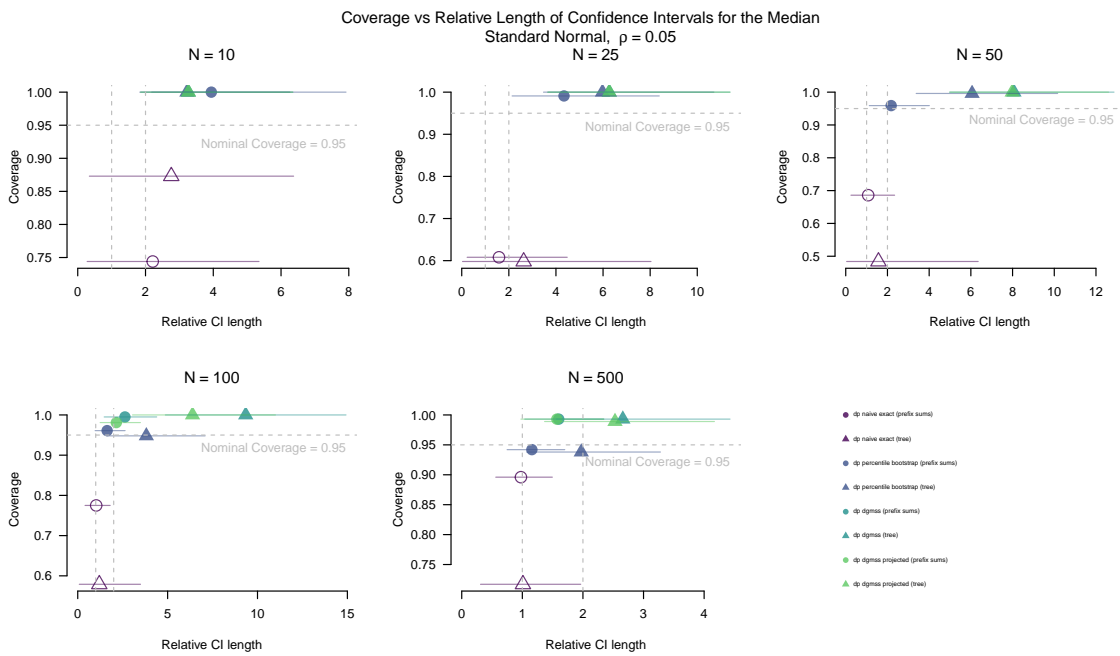 Coverage vs Relative Length of Confidence Intervals for the Median
Standard Normal, ρ = 0.05
N = 10
1.00
0.95
0.90
0.85
0.80
0.75
Coverage
Nominal Coverage = 0.95
0 2 4 6 8
Relative CI length
N = 25
1.0
0.9
0.8
0.7
0.6
Coverage
Nominal Coverage = 0.95
0 2 4 6 8 10
Relative CI length
N = 50
1.0
0.9
0.8
0.7
0.6
0.5
Coverage
Nominal Coverage = 0.95
0 2 4 6 8 10 12
Relative CI length
N = 100
1.0
0.9
0.8
0.7
0.6
Coverage
Nominal Coverage = 0.95
0 5 10 15
Relative CI length
N = 500
1.00
0.95
0.90
0.85
0.80
0.75
Coverage
Nominal Coverage = 0.95
0 1 2 3 4
Relative CI length
dp naive exact (prefix sums)
dp naive exact (tree)
dp percentile bootstrap (prefix sums)
dp percentile bootstrap (tree)
dp dgmss (prefix sums)
dp dgmss (tree)
dp dgmss projected (prefix sums)
dp dgmss projected (tree)